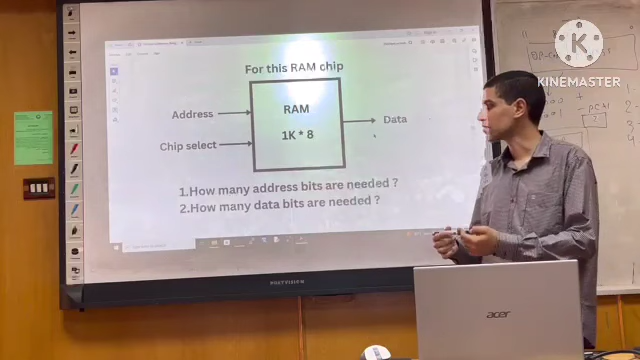 For this RAM chip
Address
RAM
Data
1K * 8
Chip select
1.How many address bits are needed ?
2.How many data bits are needed ?
KINEMASTER
K
acer